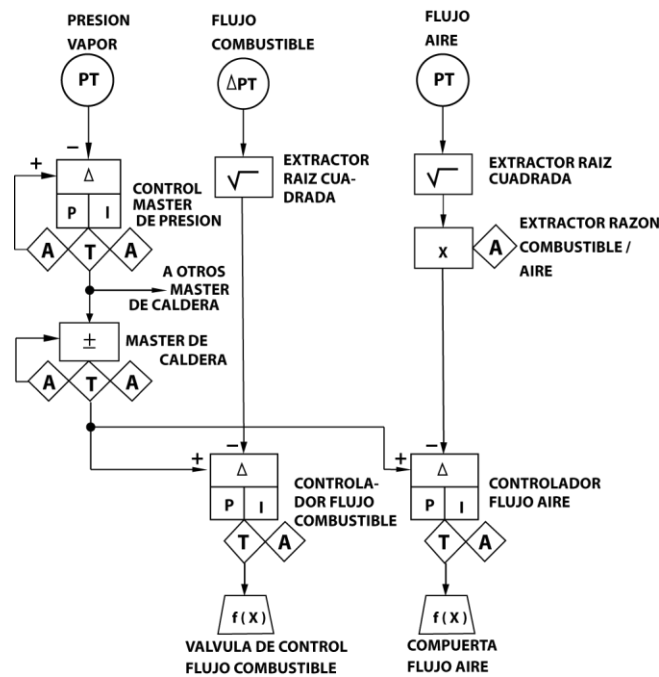 PRESION
VAPOR
PT
FLUJO
COMBUSTIBLE
ΔPT
FLUJO
AIRE
PT
−
+
Δ
P I
A T A
CONTROL
MASTER
DE PRESION
√
EXTRACTOR
RAIZ CUA-
DRADA
√
EXTRACTOR RAIZ
CUADRADA
X
A
EXTRACTOR RAZON
COMBUSTIBLE /
AIRE
A OTROS
MASTER
DE CALDERA
±
MASTER DE
CALDERA
A T A
+
−
Δ
P I
T A
CONTROLA-
DOR FLUJO
COMBUSTIBLE
+
−
Δ
P I
T A
CONTROLADOR
FLUJO AIRE
f(X)
VALVULA DE CONTROL
FLUJO COMBUSTIBLE
f(X)
COMPUERTA
FLUJO AIRE